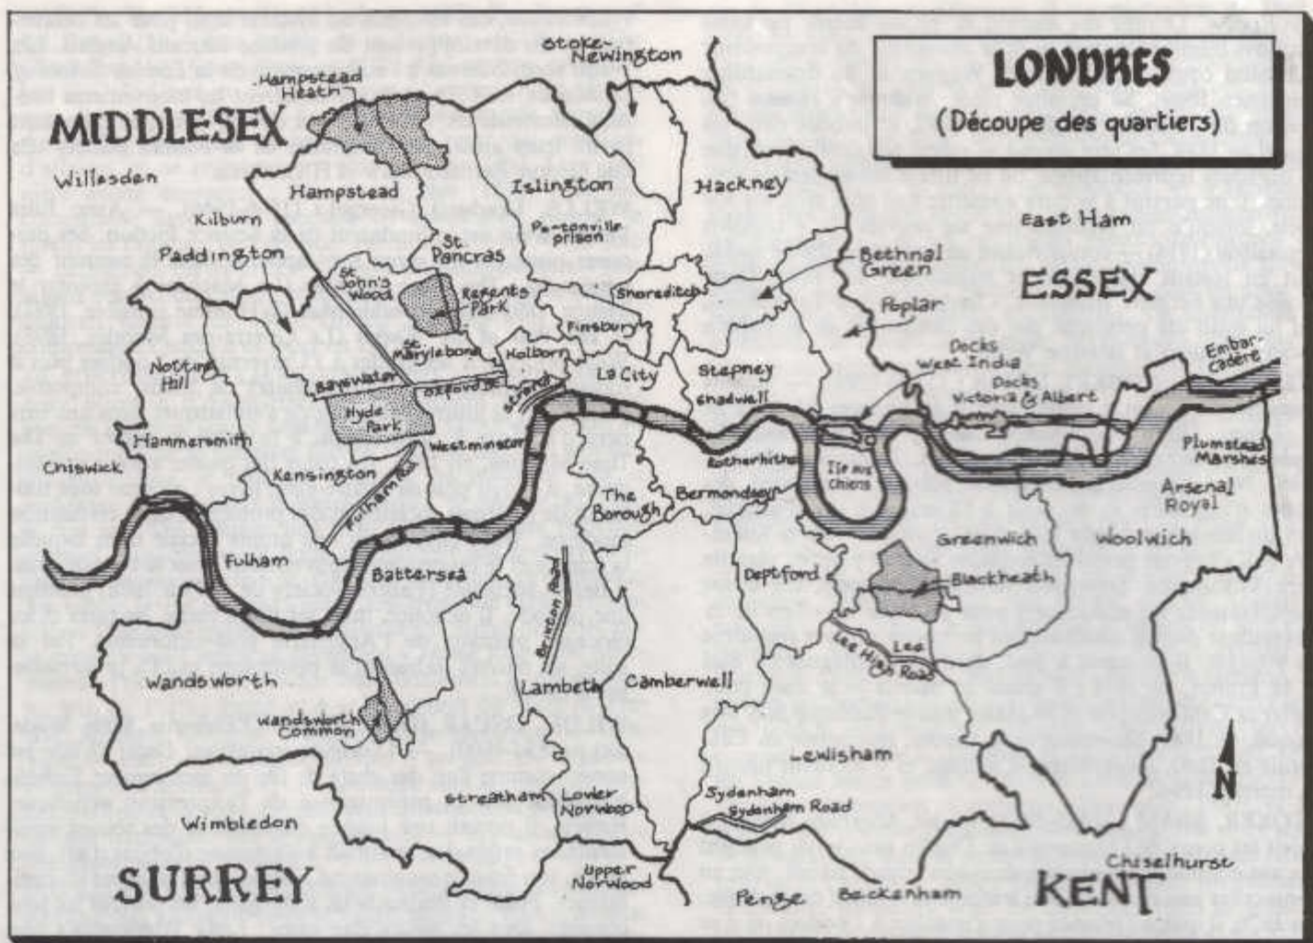 LONDRES
(Découpe des quartiers)
Stoke-
Newington
Hampstead
Heath
MIDDLESEX
Willesden
Hampstead
Islington
Hackney
Kilburn
East Ham
Paddington
St.
Pancras
prison
Bethnal
Green
ESSEX
St.
John's
Wood
Regents
Park
Shoreditch
Poplar
Finsbury
St.
Marylebone
Holborn
Docks
West India
Embar-
cadère
Notting
Hill
Bayswater
Oxford St.
Strand
La City
Stepney
Shadwell
Docks
Victoria & Albert
Hyde
Park
Hammersmith
Westminster
Plumstead
Marshes
Chiswick
Kensington
Fulham Road
Rotherhithe
Ile aux
Chiens
Arsenal
Royal
The
Borough
Bermondsey
Fulham
Battersea
Greenwich
Woolwich
Deptford
Blackheath
Brixton Road
Lee
Lee High Road
Wandsworth
Lambeth
Camberwell
Wandsworth
Common
Lewisham
Streatham
Lower
Norwood
Sydenham
Sydenham Road
N
Wimbledon
SURREY
Upper
Norwood
Penge
Beckenham
Chiselhurst
KENT